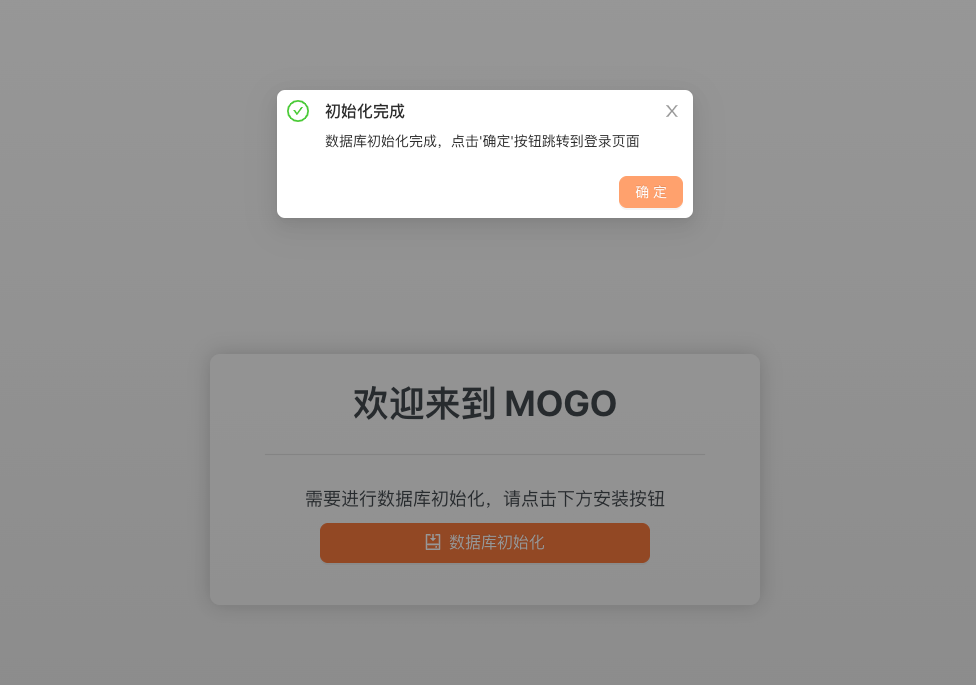 初始化完成
数据库初始化完成，点击'确定'按钮跳转到登录页面
确 定
欢迎来到 MOGO
需要进行数据库初始化，请点击下方安装按钮
数据库初始化